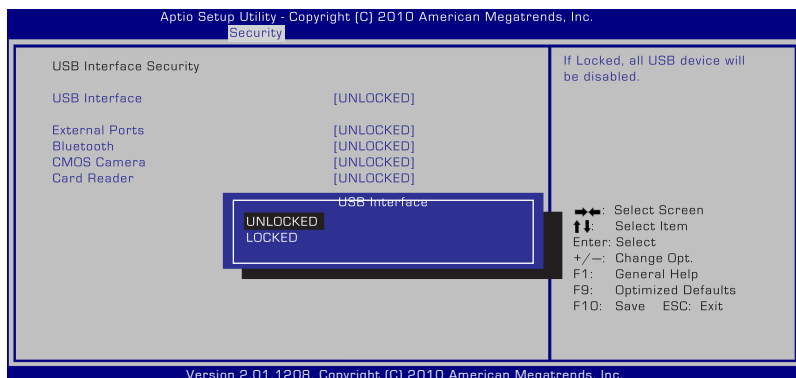 Aptio Setup Utility - Copyright (C) 2010 American Megatrends, Inc.
Security
USB Interface Security
USB Interface [UNLOCKED]
External Ports [UNLOCKED]
Bluetooth [UNLOCKED]
CMOS Camera [UNLOCKED]
Card Reader [UNLOCKED]
USB Interface
UNLOCKED
LOCKED
If Locked, all USB device will
be disabled.
→←: Select Screen
↑↓: Select Item
Enter: Select
+/—: Change Opt.
F1: General Help
F9: Optimized Defaults
F10: Save ESC: Exit
Version 2.01.1208. Copyright (C) 2010 American Megatrends, Inc.